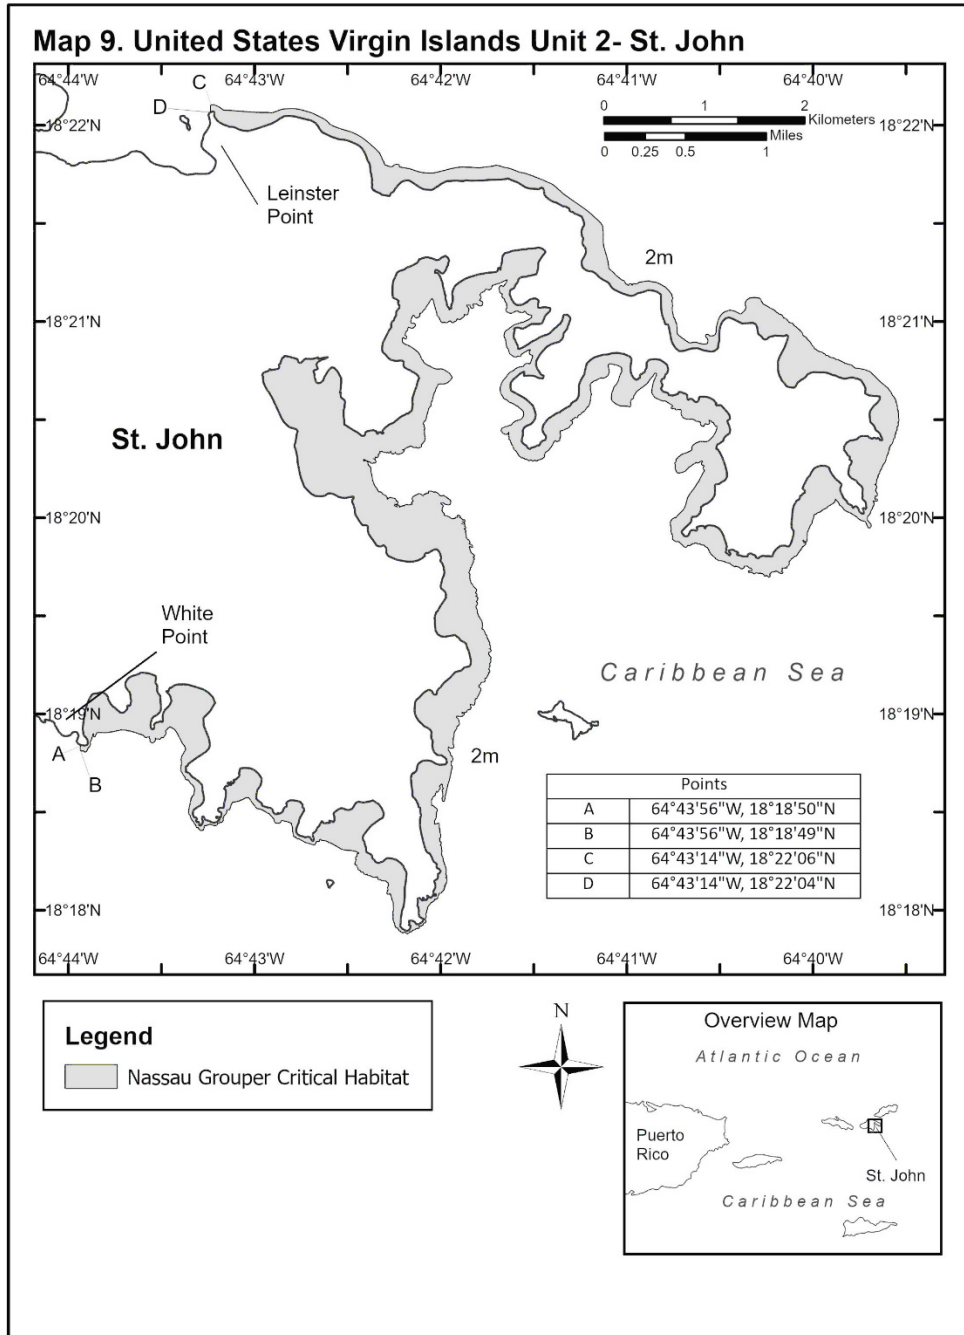 Map 9. United States Virgin Islands Unit 2- St. John
64°44'W 64°43'W 64°42'W 64°41'W 64°40'W
C
D
0 1 2
Kilometers
Miles
0 0.25 0.5 1
18°22'N 18°22'N
Leinster
Point
2m
18°21'N 18°21'N
St. John
18°20'N 18°20'N
White
Point
Caribbean Sea
18°19'N 18°19'N
A
B
2m
Points
A 64°43'56"W, 18°18'50"N
B 64°43'56"W, 18°18'49"N
C 64°43'14"W, 18°22'06"N
D 64°43'14"W, 18°22'04"N
18°18'N 18°18'N
64°44'W 64°43'W 64°42'W 64°41'W 64°40'W
Legend
Nassau Grouper Critical Habitat
N
Overview Map
Atlantic Ocean
Puerto
Rico
St. John
Caribbean Sea